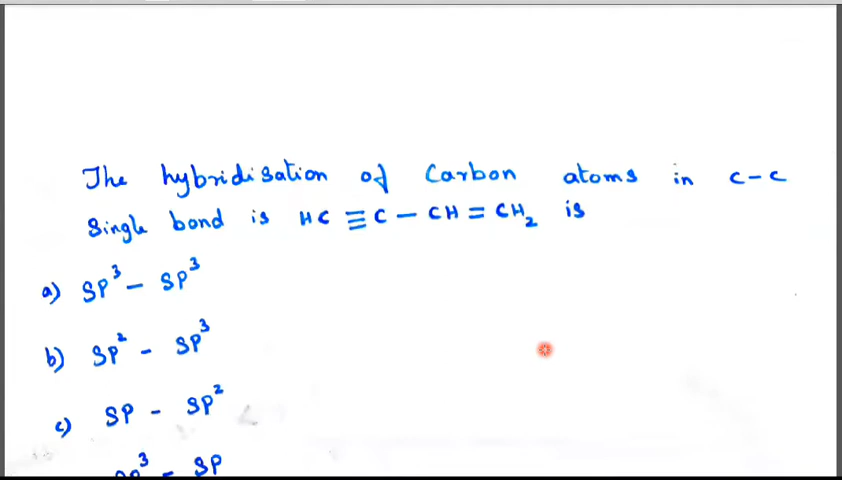 The hybridisation of Carbon atoms in C-C
Single bond is HC≡C-CH=CH₂ is
a) SP³ - SP³
b) SP² - SP³
c) SP - SP²
SP³ - SP